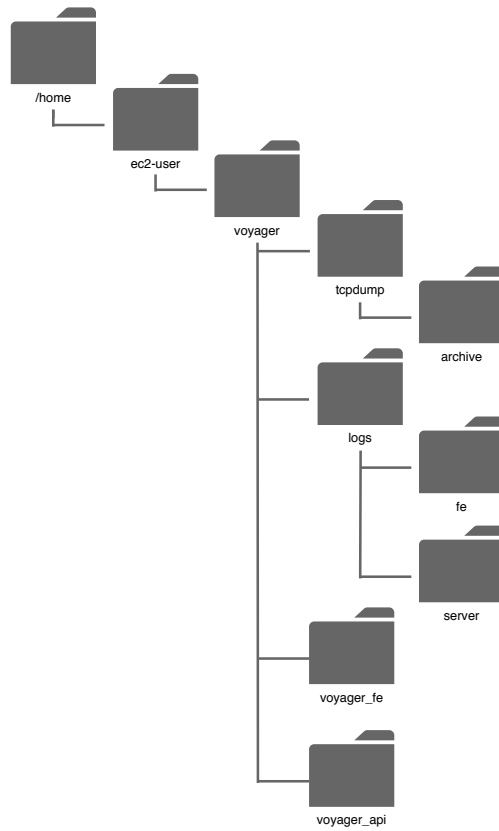 /home
ec2-user
voyager
tcpdump
archive
logs
fe
server
voyager_fe
voyager_api